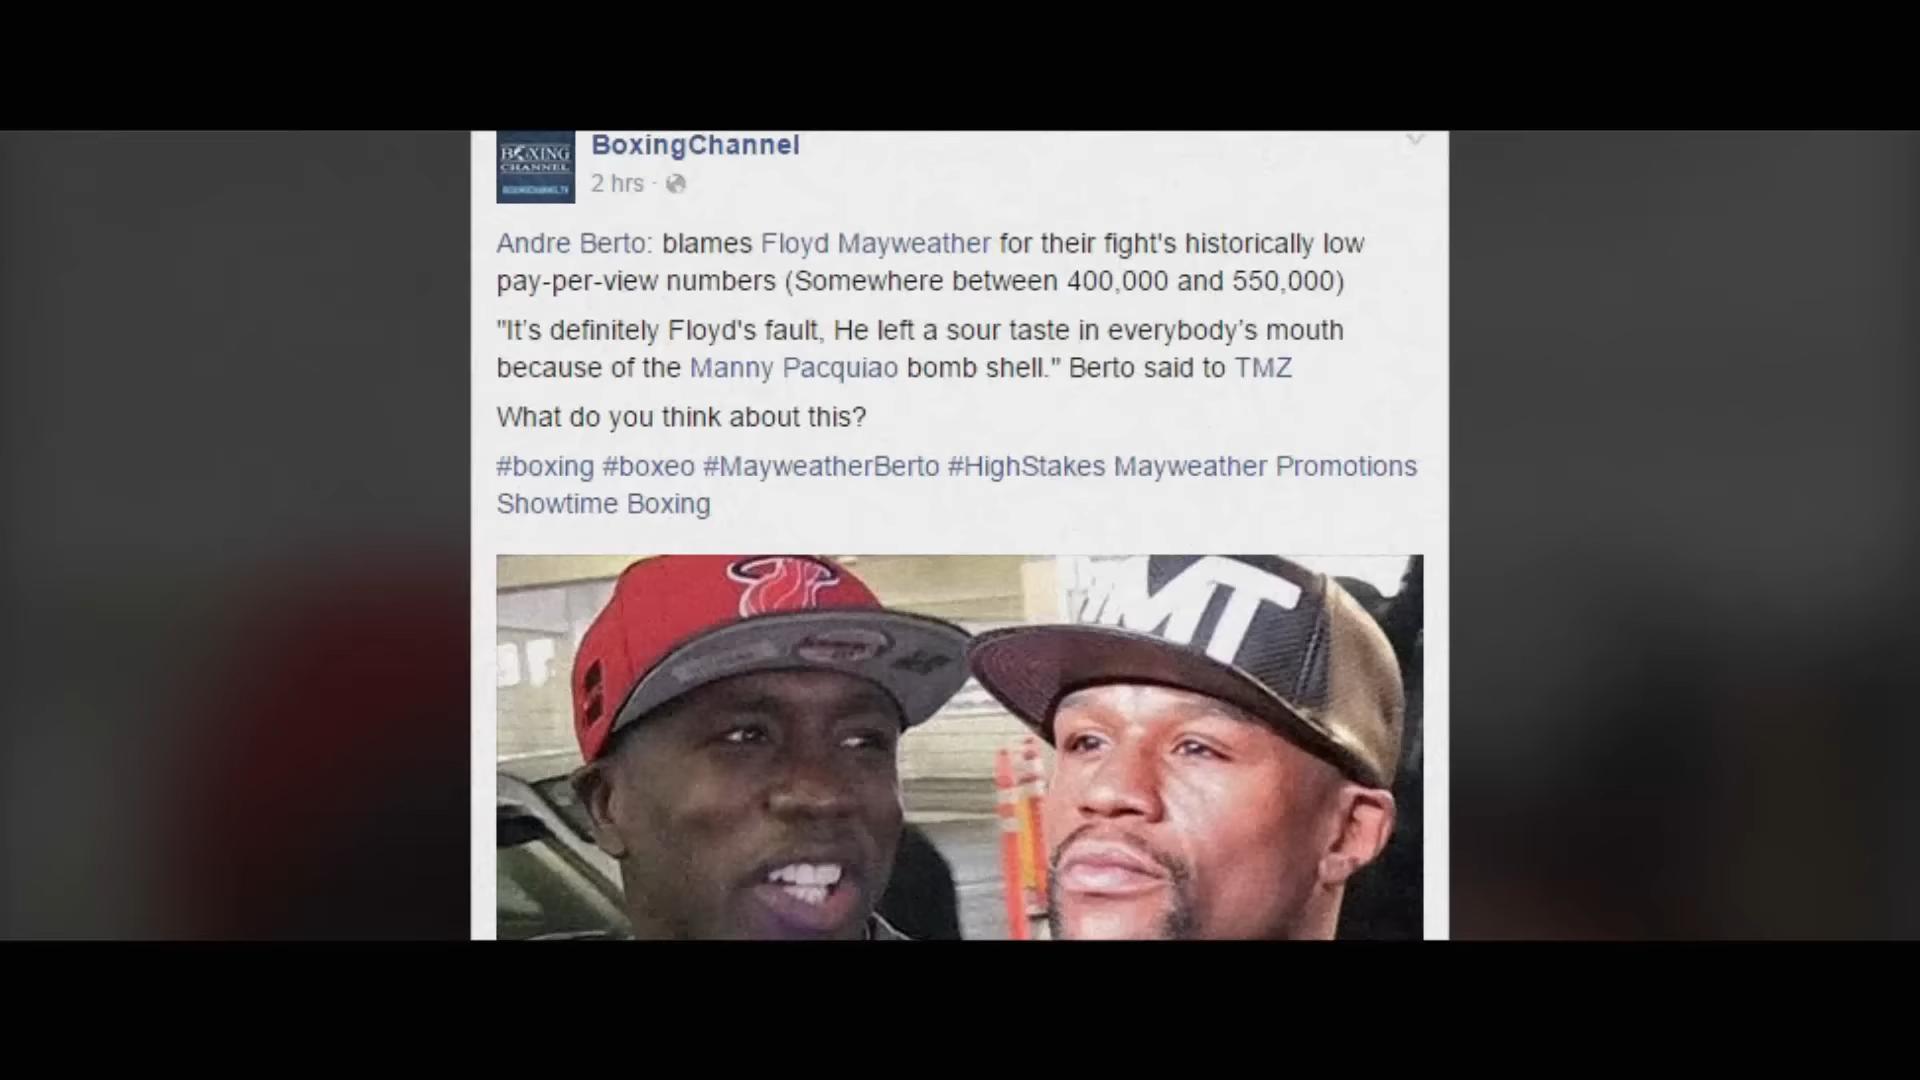 BOXING
CHANNEL
BoxingChannel
2 hrs ·
Andre Berto: blames Floyd Mayweather for their fight's historically low
pay-per-view numbers (Somewhere between 400,000 and 550,000)
"It's definitely Floyd's fault, He left a sour taste in everybody's mouth
because of the Manny Pacquiao bomb shell." Berto said to TMZ
What do you think about this?
#boxing #boxeo #MayweatherBerto #HighStakes Mayweather Promotions
Showtime Boxing